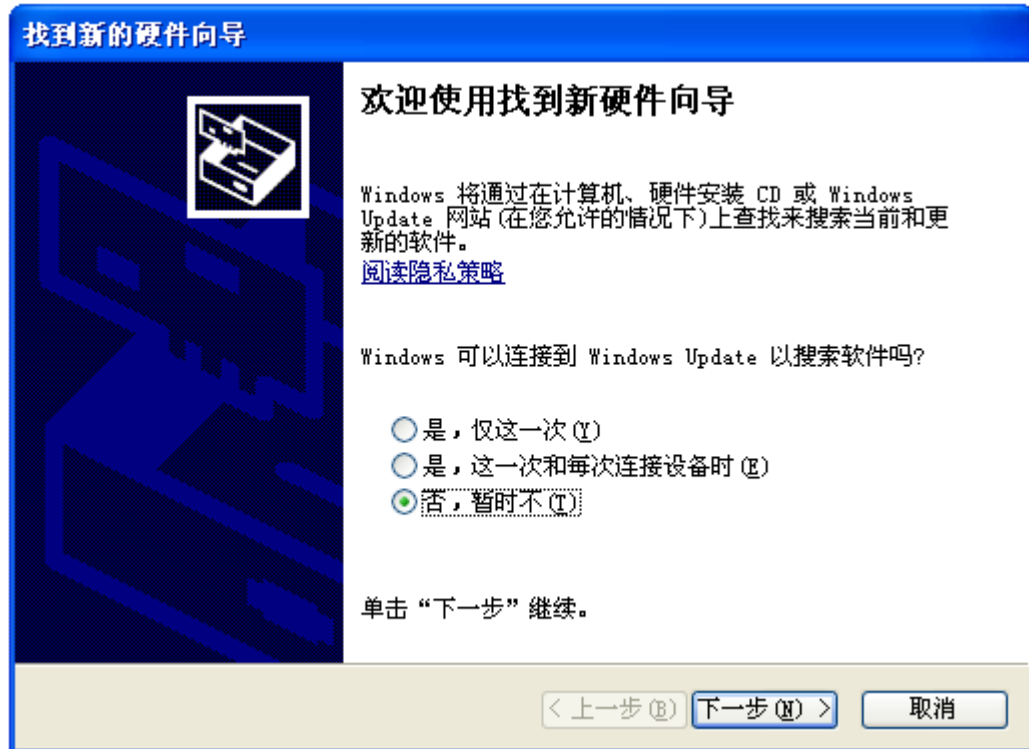 找到新的硬件向导
欢迎使用找到新硬件向导
Windows 将通过在计算机、硬件安装 CD 或 Windows
Update 网站(在您允许的情况下)上查找来搜索当前和更
新的软件。
阅读隐私策略
Windows 可以连接到 Windows Update 以搜索软件吗?
是，仅这一次(Y)
是，这一次和每次连接设备时(E)
否，暂时不(T)
单击“下一步”继续。
< 上一步(B) 下一步(N) > 取消